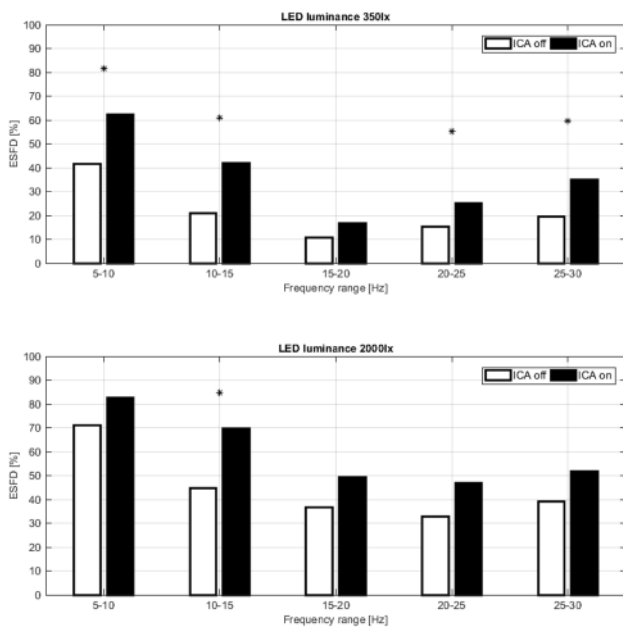 LED luminance 350lx
ICA off ICA on
100
90
80
70
60
50
40
30
20
10
0
ESFD [%]
* * * *
5-10 10-15 15-20 20-25 25-30
Frequency range [Hz]
LED luminance 2000lx
ICA off ICA on
100
90
80
70
60
50
40
30
20
10
0
ESFD [%]
*
5-10 10-15 15-20 20-25 25-30
Frequency range [Hz]